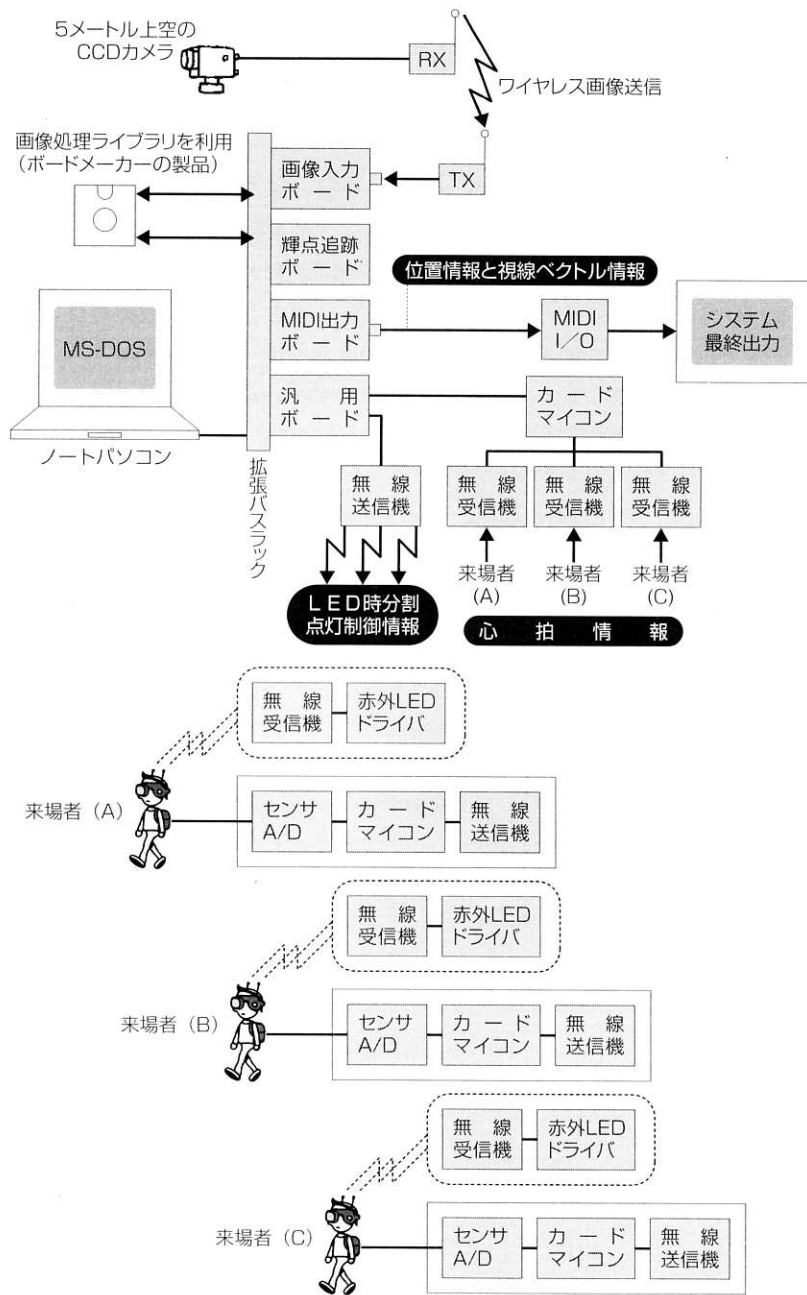 5メートル上空の
CCDカメラ
RX
ワイヤレス画像送信
画像処理ライブラリを利用
(ボードメーカーの製品)
画像入力
ボード
TX
輝点追跡
ボード
位置情報と視線ベクトル情報
MIDI出力
ボード
MIDI
I/O
システム
最終出力
MS-DOS
汎用
ボード
カード
マイコン
ノートパソコン
拡張バスラック
無線
送信機
無線
受信機
無線
受信機
無線
受信機
来場者
(A)
来場者
(B)
来場者
(C)
LED時分割
点灯制御情報
心拍情報
無線
受信機
赤外LED
ドライバ
来場者 (A)
センサ
A/D
カード
マイコン
無線
送信機
無線
受信機
赤外LED
ドライバ
来場者 (B)
センサ
A/D
カード
マイコン
無線
送信機
無線
受信機
赤外LED
ドライバ
来場者 (C)
センサ
A/D
カード
マイコン
無線
送信機